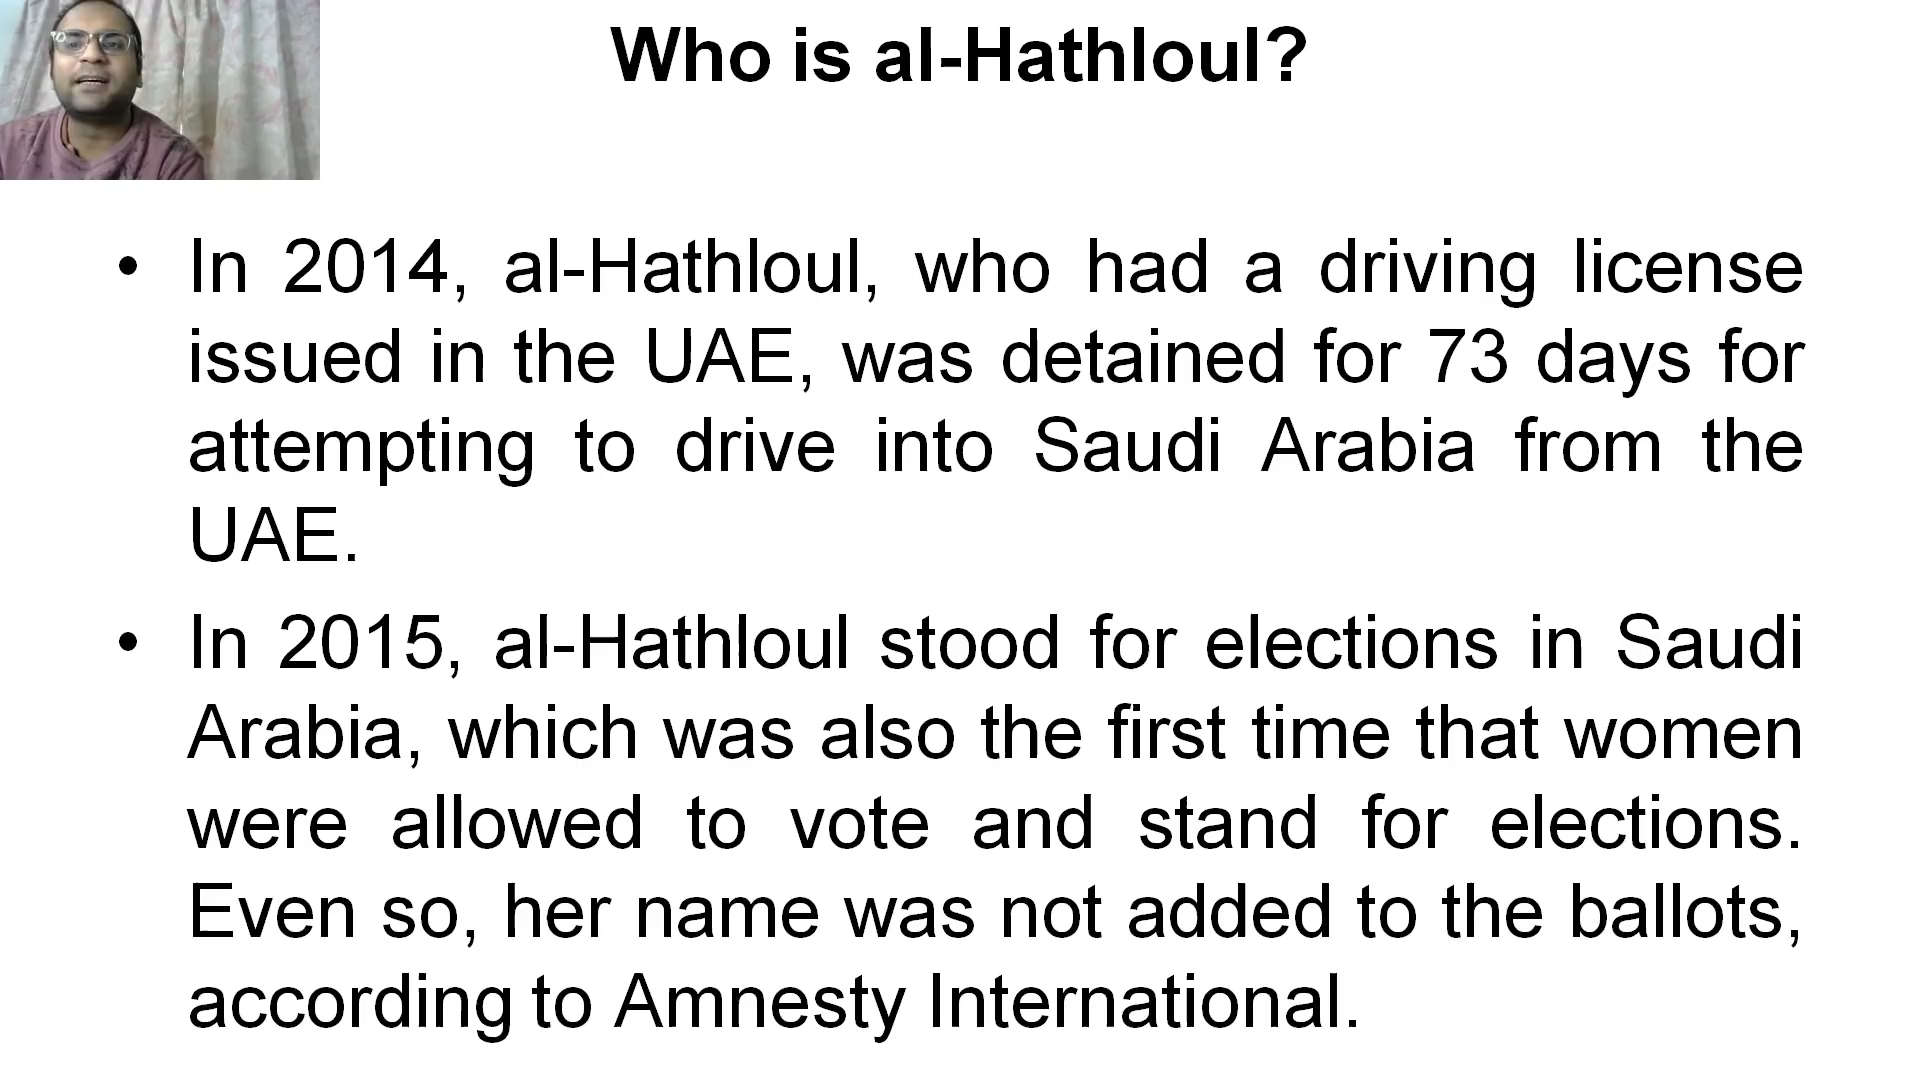 Who is al-Hathloul?
• In 2014, al-Hathloul, who had a driving license
issued in the UAE, was detained for 73 days for
attempting to drive into Saudi Arabia from the
UAE.
• In 2015, al-Hathloul stood for elections in Saudi
Arabia, which was also the first time that women
were allowed to vote and stand for elections.
Even so, her name was not added to the ballots,
according to Amnesty International.